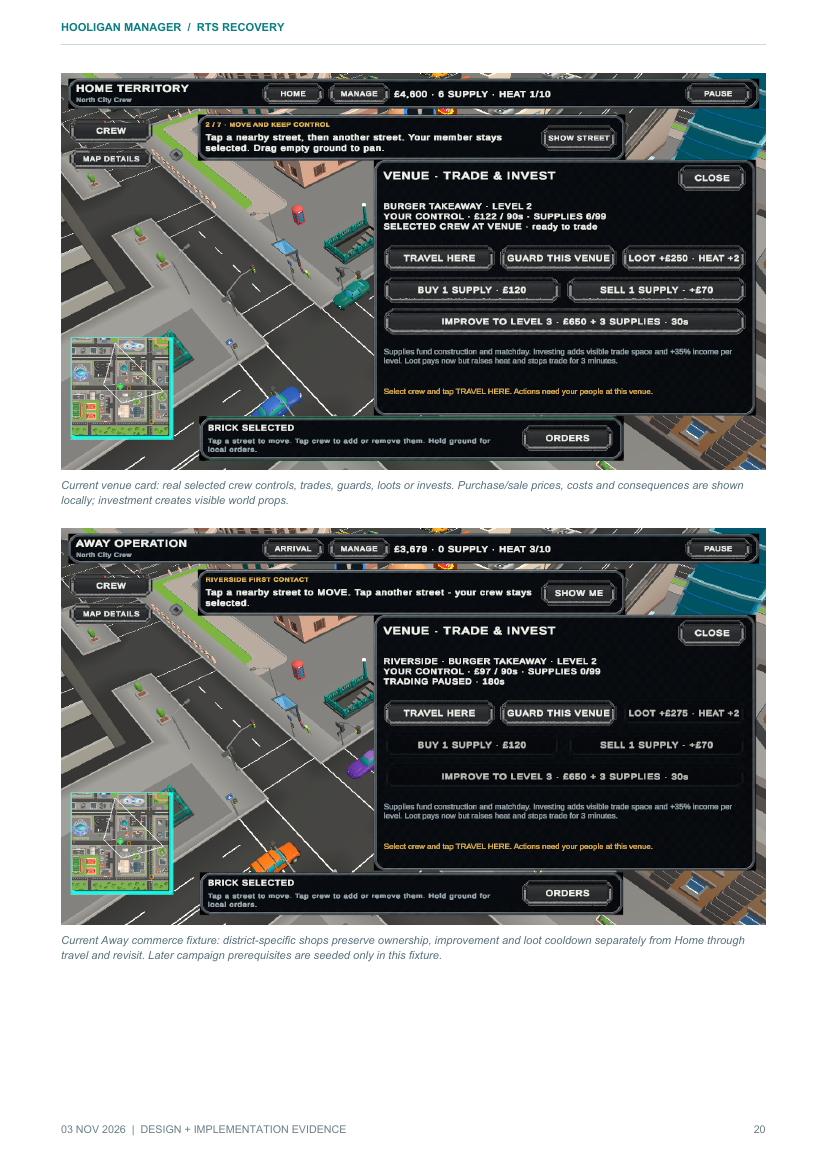 HOOLIGAN MANAGER / RTS RECOVERY
HOME TERRITORY
North City Crew
HOME
MANAGE
£4,600 · 6 SUPPLY · HEAT 1/10
PAUSE
CREW
MAP DETAILS
2 / 7 · MOVE AND KEEP CONTROL
Tap a nearby street, then another street. Your member stays
selected. Drag empty ground to pan.
SHOW STREET
VENUE · TRADE & INVEST
CLOSE
BURGER TAKEAWAY · LEVEL 2
YOUR CONTROL · £122 / 90s · SUPPLIES 6/99
SELECTED CREW AT VENUE · ready to trade
TRAVEL HERE
GUARD THIS VENUE
LOOT +£250 · HEAT +2
BUY 1 SUPPLY · £120
SELL 1 SUPPLY · +£70
IMPROVE TO LEVEL 3 · £650 + 3 SUPPLIES · 30s
Supplies fund construction and matchday. Investing adds visible trade space and +35% income per
level. Loot pays now but raises heat and stops trade for 3 minutes.
Select crew and tap TRAVEL HERE. Actions need your people at this venue.
BRICK SELECTED
Tap a street to move. Tap crew to add or remove them. Hold ground for
local orders.
ORDERS
Current venue card: real selected crew controls, trades, guards, loots or invests. Purchase/sale prices, costs and consequences are shown
locally; investment creates visible world props.
AWAY OPERATION
North City Crew
ARRIVAL
MANAGE
£3,679 · 0 SUPPLY · HEAT 3/10
PAUSE
CREW
MAP DETAILS
RIVERSIDE FIRST CONTACT
Tap a nearby street to MOVE. Tap another street - your crew stays
selected.
SHOW ME
VENUE · TRADE & INVEST
CLOSE
RIVERSIDE · BURGER TAKEAWAY · LEVEL 2
YOUR CONTROL · £97 / 90s · SUPPLIES 0/99
TRADING PAUSED · 180s
TRAVEL HERE
GUARD THIS VENUE
LOOT +£275 · HEAT +2
BUY 1 SUPPLY · £120
SELL 1 SUPPLY · +£70
IMPROVE TO LEVEL 3 · £650 + 3 SUPPLIES · 30s
Supplies fund construction and matchday. Investing adds visible trade space and +35% income per
level. Loot pays now but raises heat and stops trade for 3 minutes.
Select crew and tap TRAVEL HERE. Actions need your people at this venue.
BRICK SELECTED
Tap a street to move. Tap crew to add or remove them. Hold ground for
local orders.
ORDERS
Current Away commerce fixture: district-specific shops preserve ownership, improvement and loot cooldown separately from Home through
travel and revisit. Later campaign prerequisites are seeded only in this fixture.
03 NOV 2026 | DESIGN + IMPLEMENTATION EVIDENCE
20